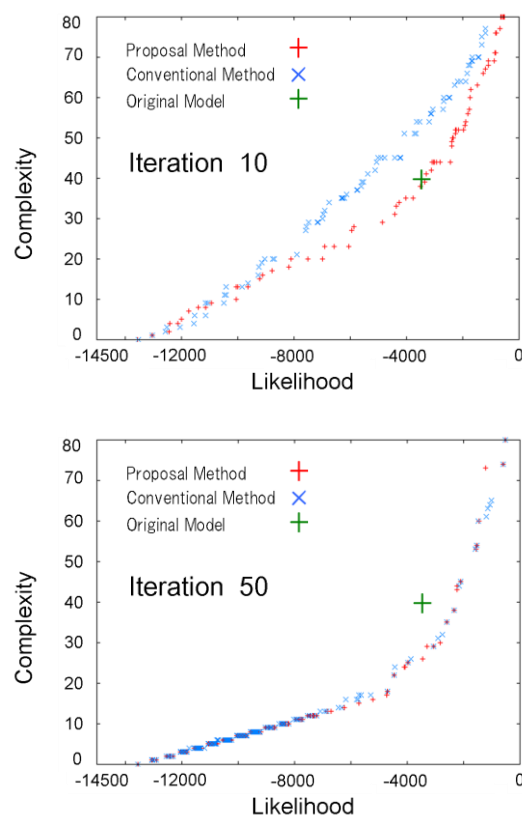 80
70
60
50
40
30
20
10
0
Complexity
Proposal Method
Conventional Method
Original Model
Iteration 10
-14500 -12000 -8000 -4000 0
Likelihood
80
70
60
50
40
30
20
10
0
Complexity
Proposal Method
Conventional Method
Original Model
Iteration 50
-14500 -12000 -8000 -4000 0
Likelihood